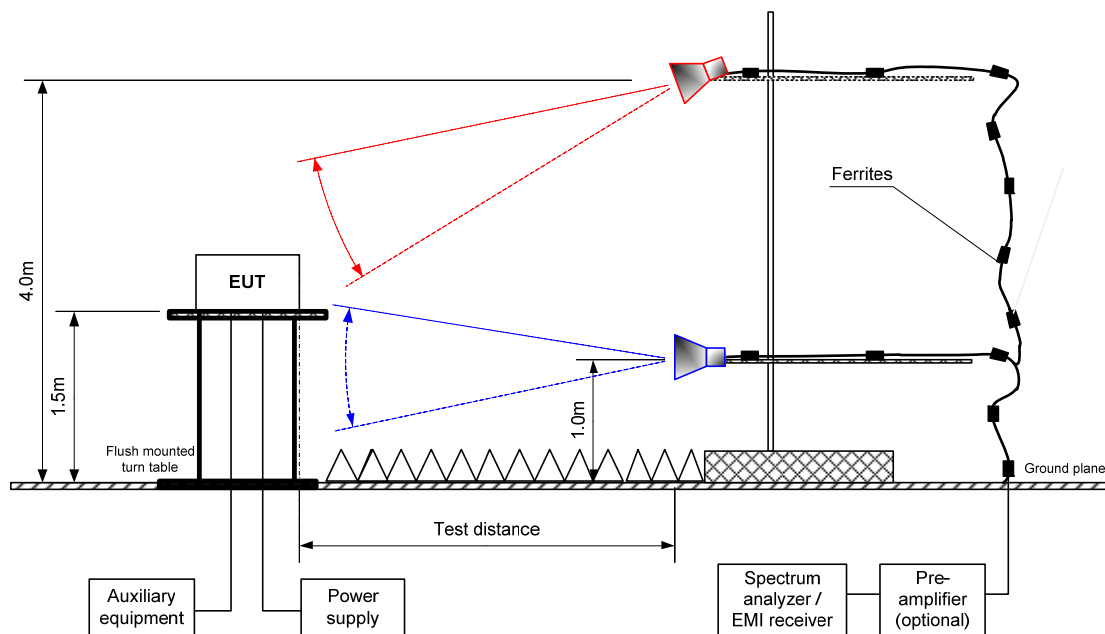 Ferrites
4.0m
EUT
1.5m
1.0m
Flush mounted
turn table
Ground plane
Test distance
Auxiliary
equipment
Power
supply
Spectrum
analyzer /
EMI receiver
Pre-
amplifier
(optional)